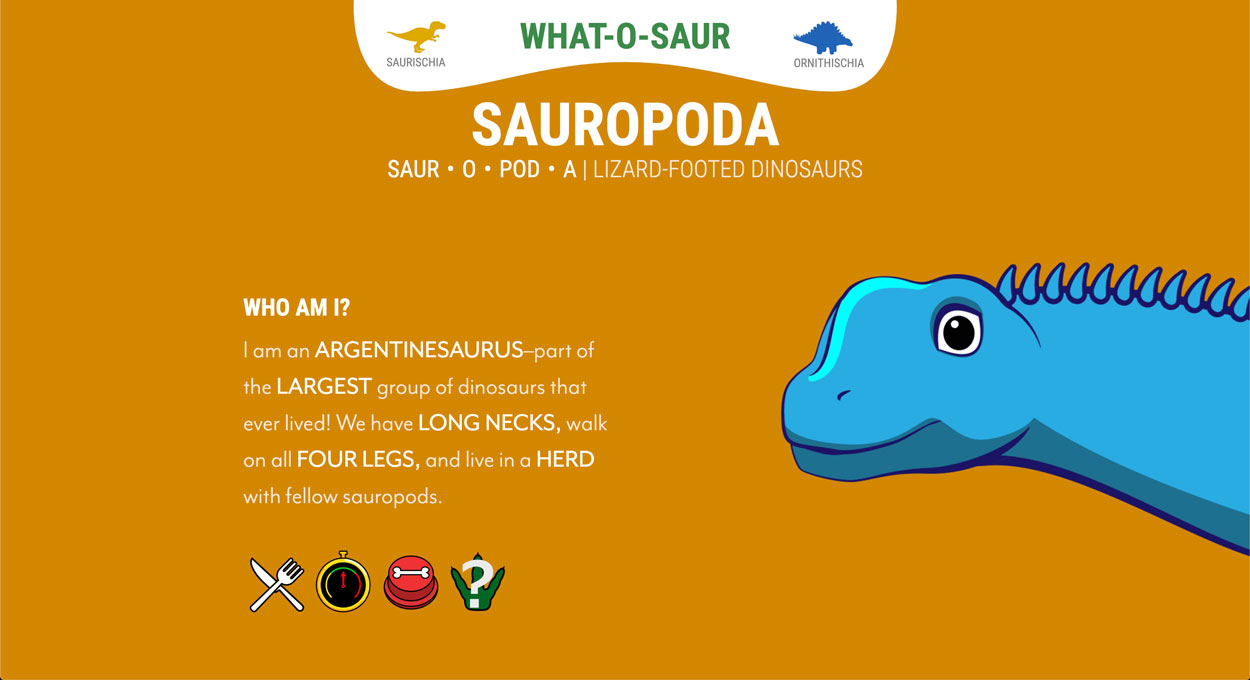 WHAT-O-SAUR
SAURISCHIA
ORNITHISCHIA
SAUROPODA
SAUR • O • POD • A | LIZARD-FOOTED DINOSAURS
WHO AM I?
I am an ARGENTINESAURUS–part of
the LARGEST group of dinosaurs that
ever lived! We have LONG NECKS, walk
on all FOUR LEGS, and live in a HERD
with fellow sauropods.
?